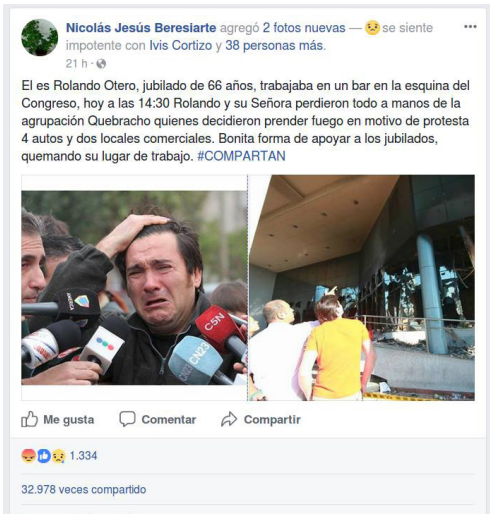 Nicolás Jesús Beresiarte agregó 2 fotos nuevas — se siente
impotente con Ivis Cortizo y 38 personas más.
21 h ·
El es Rolando Otero, jubilado de 66 años, trabajaba en un bar en la esquina del
Congreso, hoy a las 14:30 Rolando y su Señora perdieron todo a manos de la
agrupación Quebracho quienes decidieron prender fuego en motivo de protesta
4 autos y dos locales comerciales. Bonita forma de apoyar a los jubilados,
quemando su lugar de trabajo. #COMPARTAN
C5N
CN23
Me gusta Comentar Compartir
1.334
32.978 veces compartido